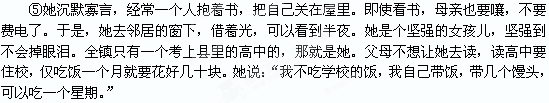 ⑤她沉默寡言，经常一个人抱着书，把自己关在屋里。即使看书，母亲也要嚷，不要
费电了。于是，她去邻居的窗下，借着光，可以看到半夜。她是个坚强的女孩儿，坚强到
不会掉眼泪。全镇只有一个考上县里的高中的，那就是她。父母不想让她去读，读高中要
住校，仅吃饭一个月就要花好几十块。她说：“我不吃学校的饭，我自己带饭，带几个馒头，
可以吃一个星期。”